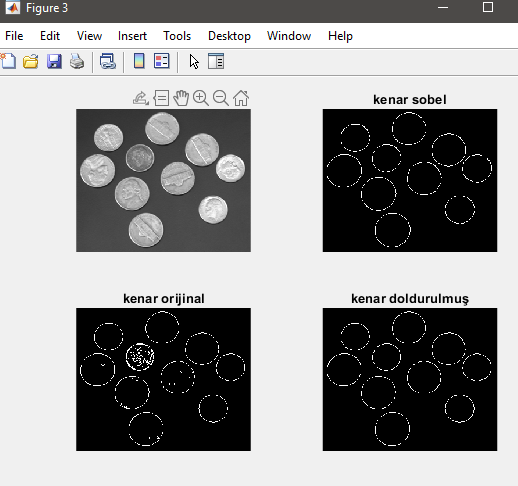 Figure 3
File Edit View Insert Tools Desktop Window Help
kenar sobel
kenar orijinal
kenar doldurulmuş